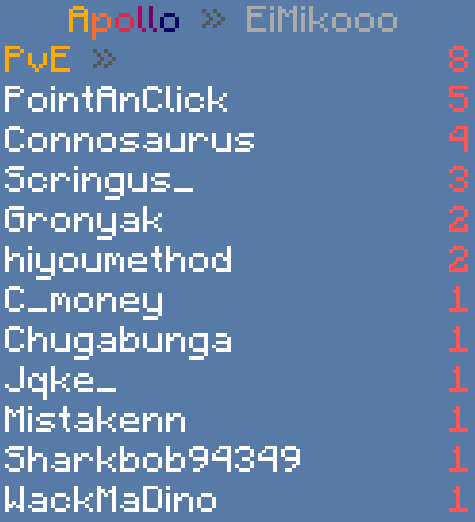 Apollo » EiMikooo
PvE » 8
PointAnClick 5
Connosaurus 4
Scringus_ 3
Gronyak 2
hiyoumethod 2
C_money 1
Chugabunga 1
Jqke_ 1
Mistakenn 1
Sharkbob94349 1
WackMaDino 1